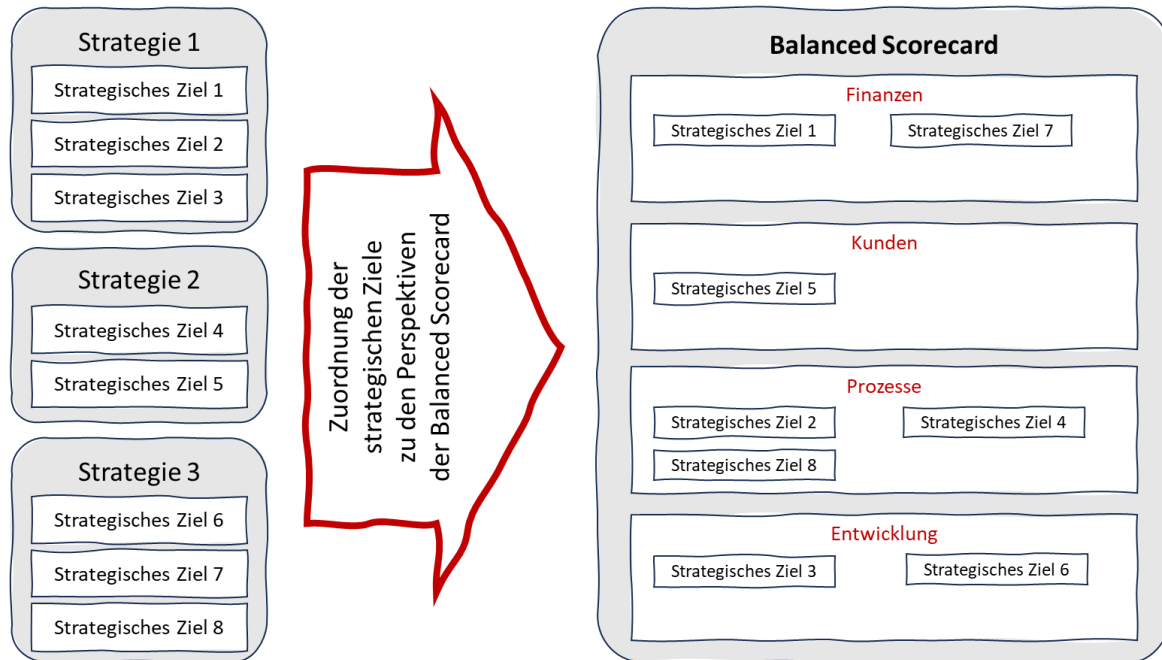 Strategie 1
Strategisches Ziel 1
Strategisches Ziel 2
Strategisches Ziel 3
Strategie 2
Strategisches Ziel 4
Strategisches Ziel 5
Strategie 3
Strategisches Ziel 6
Strategisches Ziel 7
Strategisches Ziel 8
Zuordnung der
strategischen Ziele
zu den Perspektiven
der Balanced Scorecard
Balanced Scorecard
Finanzen
Strategisches Ziel 1
Strategisches Ziel 7
Kunden
Strategisches Ziel 5
Prozesse
Strategisches Ziel 2
Strategisches Ziel 4
Strategisches Ziel 8
Entwicklung
Strategisches Ziel 3
Strategisches Ziel 6